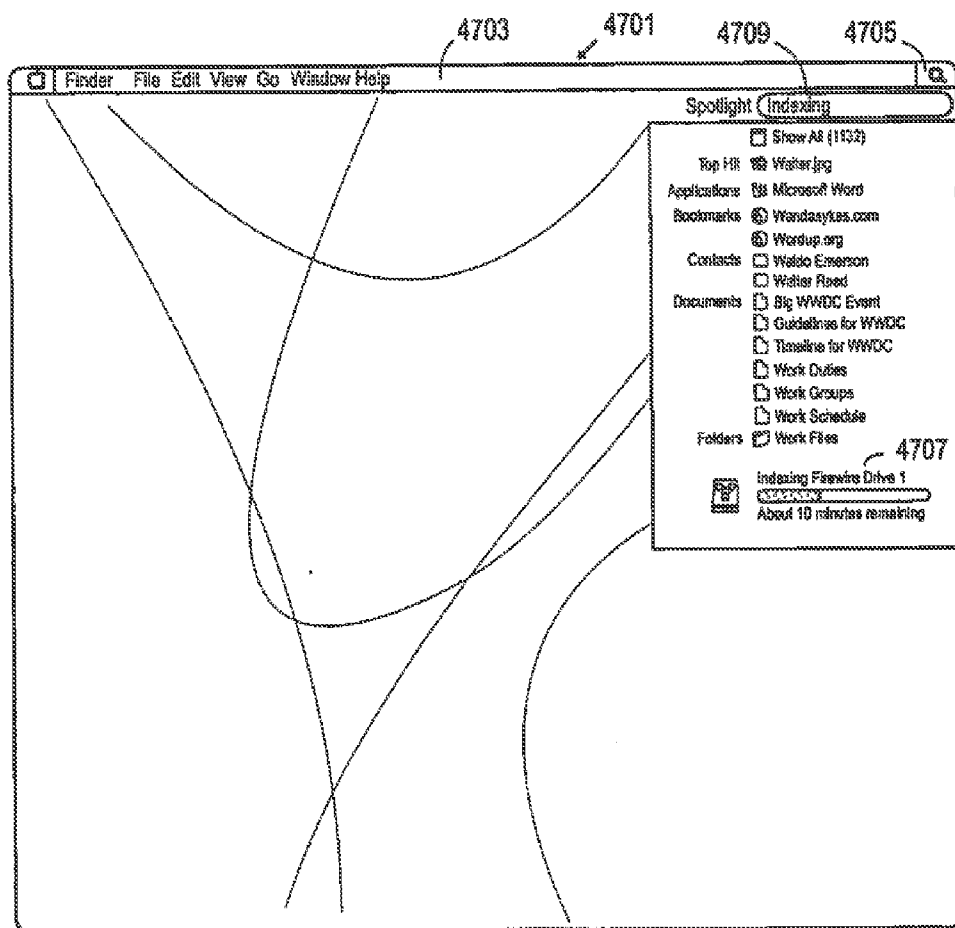 4703 4701 4709 4705
Finder File Edit View Go Window Help
Spotlight Indexing
Show All (1132)
Top Hit Walter.jpg
Applications Microsoft Word
Bookmarks Wandasykes.com
Wordup.org
Contacts Waldo Emerson
Walter Reed
Documents Big WWDC Event
Guidelines for WWDC
Timeline for WWDC
Work Duties
Work Groups
Work Schedule
Folders Work Files
4707
Indexing Firewire Drive 1
About 10 minutes remaining